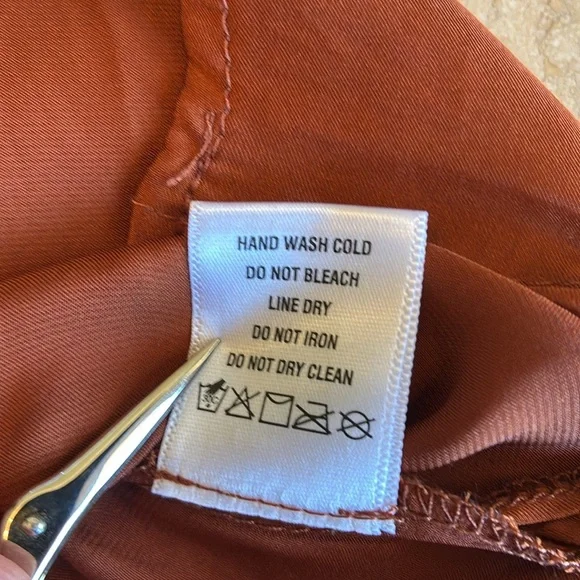 HAND WASH COLD
DO NOT BLEACH
LINE DRY
DO NOT IRON
DO NOT DRY CLEAN